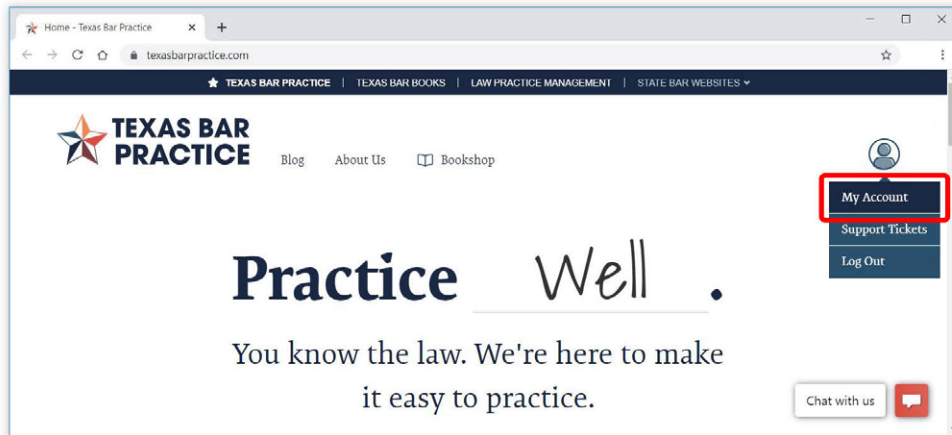 Home - Texas Bar Practice
texasbarpractice.com
TEXAS BAR PRACTICE | TEXAS BAR BOOKS | LAW PRACTICE MANAGEMENT | STATE BAR WEBSITES
TEXAS BAR
PRACTICE
Blog About Us Bookshop
My Account
Support Tickets
Log Out
Practice Well.
You know the law. We're here to make
it easy to practice.
Chat with us